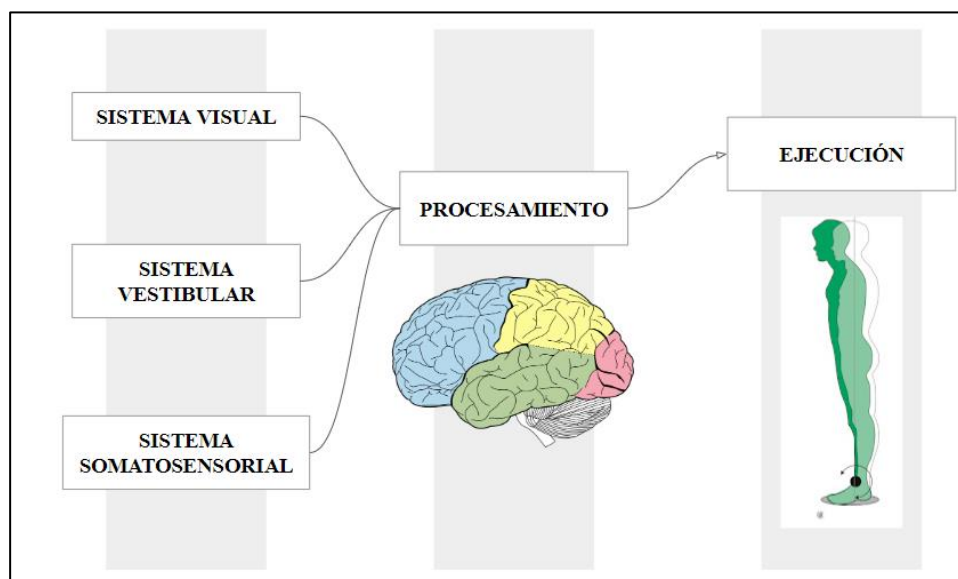 SISTEMA VISUAL
SISTEMA
VESTIBULAR
SISTEMA
SOMATOSENSORIAL
PROCESAMIENTO
EJECUCIÓN